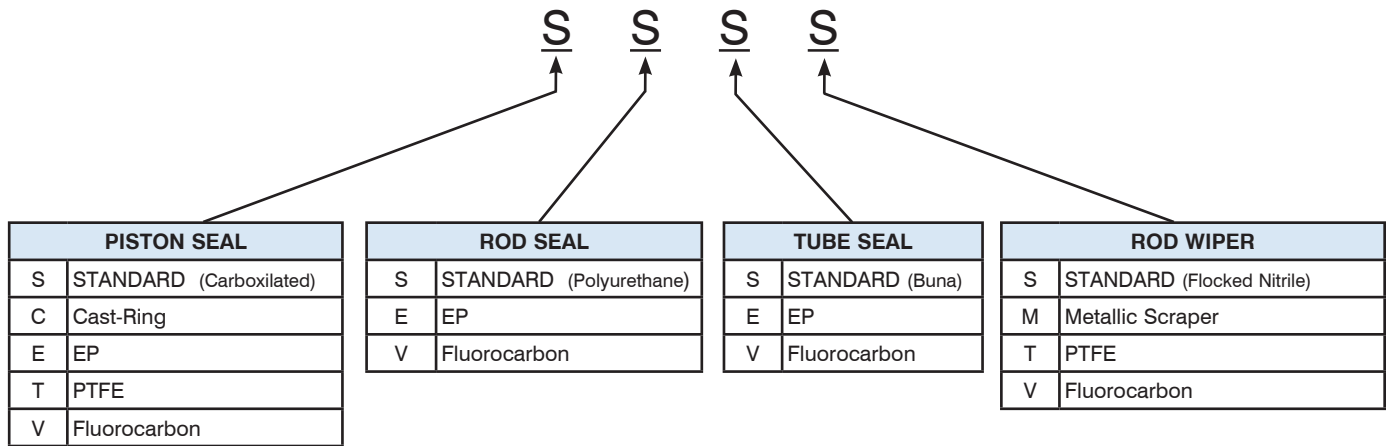 S S S S
PISTON SEAL
S STANDARD (Carboxilated)
C Cast-Ring
E EP
T PTFE
V Fluorocarbon
ROD SEAL
S STANDARD (Polyurethane)
E EP
V Fluorocarbon
TUBE SEAL
S STANDARD (Buna)
E EP
V Fluorocarbon
ROD WIPER
S STANDARD (Flocked Nitrile)
M Metallic Scraper
T PTFE
V Fluorocarbon